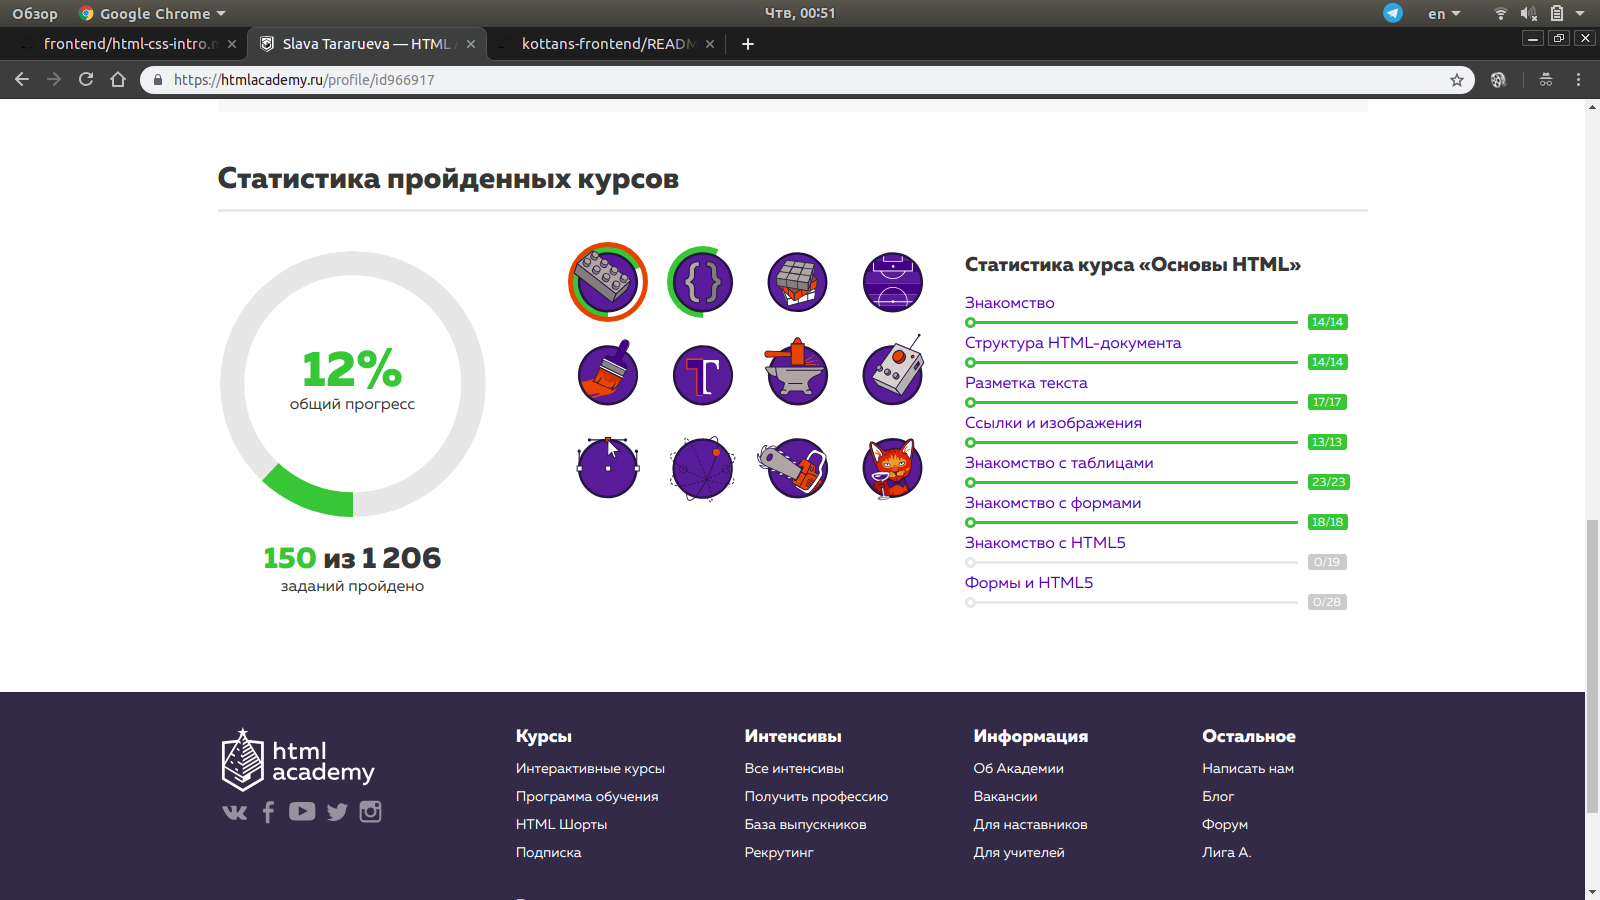 Обзор
Google Chrome
Чтв, 00:51
en
frontend/html-css-intro.m
Slava Tararueva — HTML A
kottans-frontend/READM
https://htmlacademy.ru/profile/id966917
Статистика пройденных курсов
12%
общий прогресс
150 из 1 206
заданий пройдено
Статистика курса «Основы HTML»
Знакомство
14/14
Структура HTML-документа
14/14
Разметка текста
17/17
Ссылки и изображения
13/13
Знакомство с таблицами
23/23
Знакомство с формами
18/18
Знакомство с HTML5
0/19
Формы и HTML5
0/28
html
academy
Курсы
Интерактивные курсы
Программа обучения
HTML Шорты
Подписка
Интенсивы
Все интенсивы
Получить профессию
База выпускников
Рекрутинг
Информация
Об Академии
Вакансии
Для наставников
Для учителей
Остальное
Написать нам
Блог
Форум
Лига А.